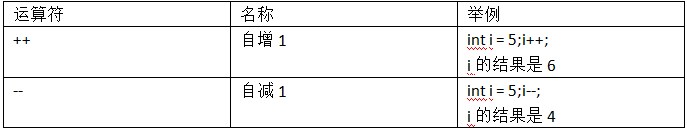 运算符 名称 举例
++ 自增 1 int i = 5;i++;
i 的结果是 6
-- 自减 1 int i = 5;i--;
i 的结果是 4